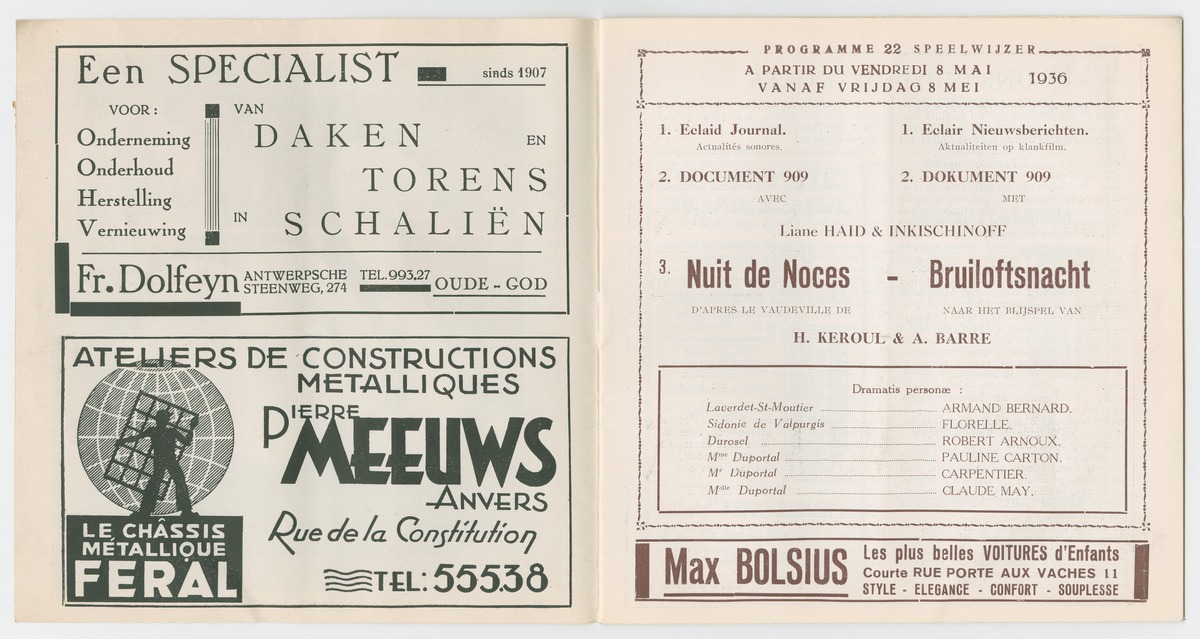 Een SPECIALIST sinds 1907
VOOR : VAN
Onderneming DAKEN EN
Onderhoud TORENS
Herstelling
Vernieuwing IN SCHALIËN
Fr. Dolfeyn ANTWERPSCHE STEENWEG, 274 TEL. 993.27 OUDE - GOD
ATELIERS DE CONSTRUCTIONS
METALLIQUES
PIERRE
MEEUWS
ANVERS
Rue de la Constitution
TEL: 555.38
LE CHÂSSIS
MÉTALLIQUE
FERAL
PROGRAMME 22 SPEELWIJZER
A PARTIR DU VENDREDI 8 MAI
VANAF VRIJDAG 8 MEI
1936
1. Eclaid Journal.
Actualités sonores.
1. Eclair Nieuwsberichten.
Aktualiteiten op klankfilm.
2. DOCUMENT 909
AVEC
2. DOKUMENT 909
MET
Liane HAID & INKISCHINOFF
3. Nuit de Noces - Bruiloftsnacht
D'APRES LE VAUDEVILLE DE NAAR HET BLIJSPEL VAN
H. KEROUL & A. BARRE
Dramatis personæ :
Laverdet-St-Moutier ARMAND BERNARD.
Sidonie de Valpurgis FLORELLE.
Durosel ROBERT ARNOUX.
Mme Duportal PAULINE CARTON.
Mr Duportal CARPENTIER.
Melle Duportal CLAUDE MAY.
Max BOLSIUS
Les plus belles VOITURES d'Enfants
Courte RUE PORTE AUX VACHES 11
STYLE - ELEGANCE - CONFORT - SOUPLESSE